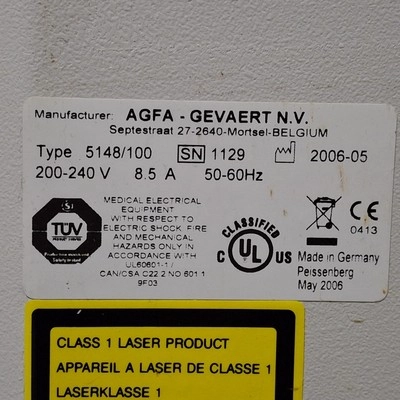 Manufacturer: AGFA - GEVAERT N.V.
Septestraat 27-2640-Mortsel-BELGIUM
Type 5148/100 SN 1129 2006-05
200-240 V 8.5 A 50-60Hz
TÜV
MEDICAL ELECTRICAL
EQUIPMENT
WITH RESPECT TO
ELECTRIC SHOCK, FIRE
AND MECHANICAL
HAZARDS ONLY IN
ACCORDANCE WITH
UL60601-1 /
CAN/CSA C22.2 NO 601.1
9F03
CLASSIFIED
C UL US
CE
0413
Made in Germany
Peissenberg
May 2006
CLASS 1 LASER PRODUCT
APPAREIL A LASER DE CLASSE 1
LASERKLASSE 1